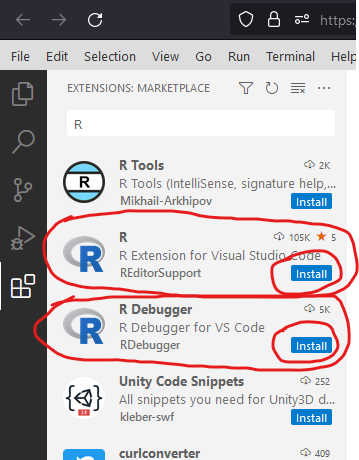 https:
File Edit Selection View Go Run Terminal Help
EXTENSIONS: MARKETPLACE
R
R Tools 2K
R Tools (IntelliSense, signature help,...
Mikhail-Arkhipov Install
R 105K ★ 5
R Extension for Visual Studio Code
REditorSupport Install
R Debugger 5K
R Debugger for VS Code
RDebugger Install
Unity Code Snippets 252
All snippets you need for Unity3D d...
kleber-swf Install
curlconverter 409